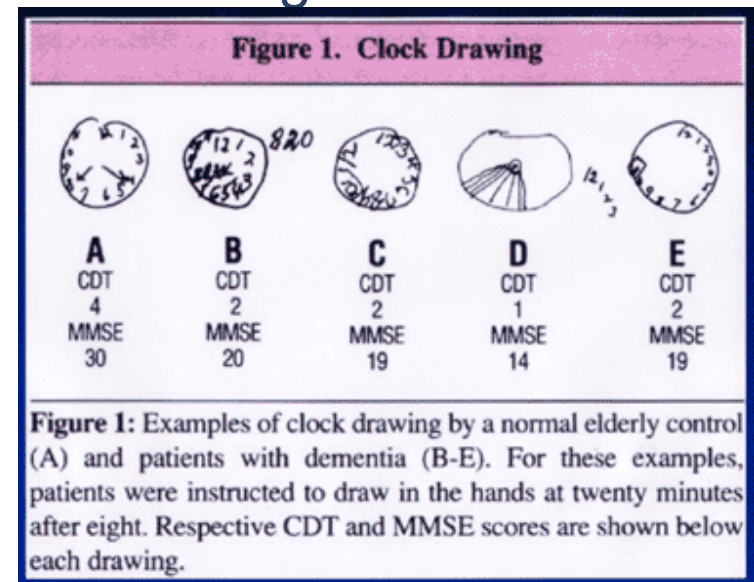 Figure 1. Clock Drawing
820
A
B
C
D
E
CDT
CDT
CDT
CDT
CDT
4
2
2
1
2
MMSE
MMSE
MMSE
MMSE
MMSE
30
20
19
14
19
Figure 1: Examples of clock drawing by a normal elderly control
(A) and patients with dementia (B-E). For these examples,
patients were instructed to draw in the hands at twenty minutes
after eight. Respective CDT and MMSE scores are shown below
each drawing.